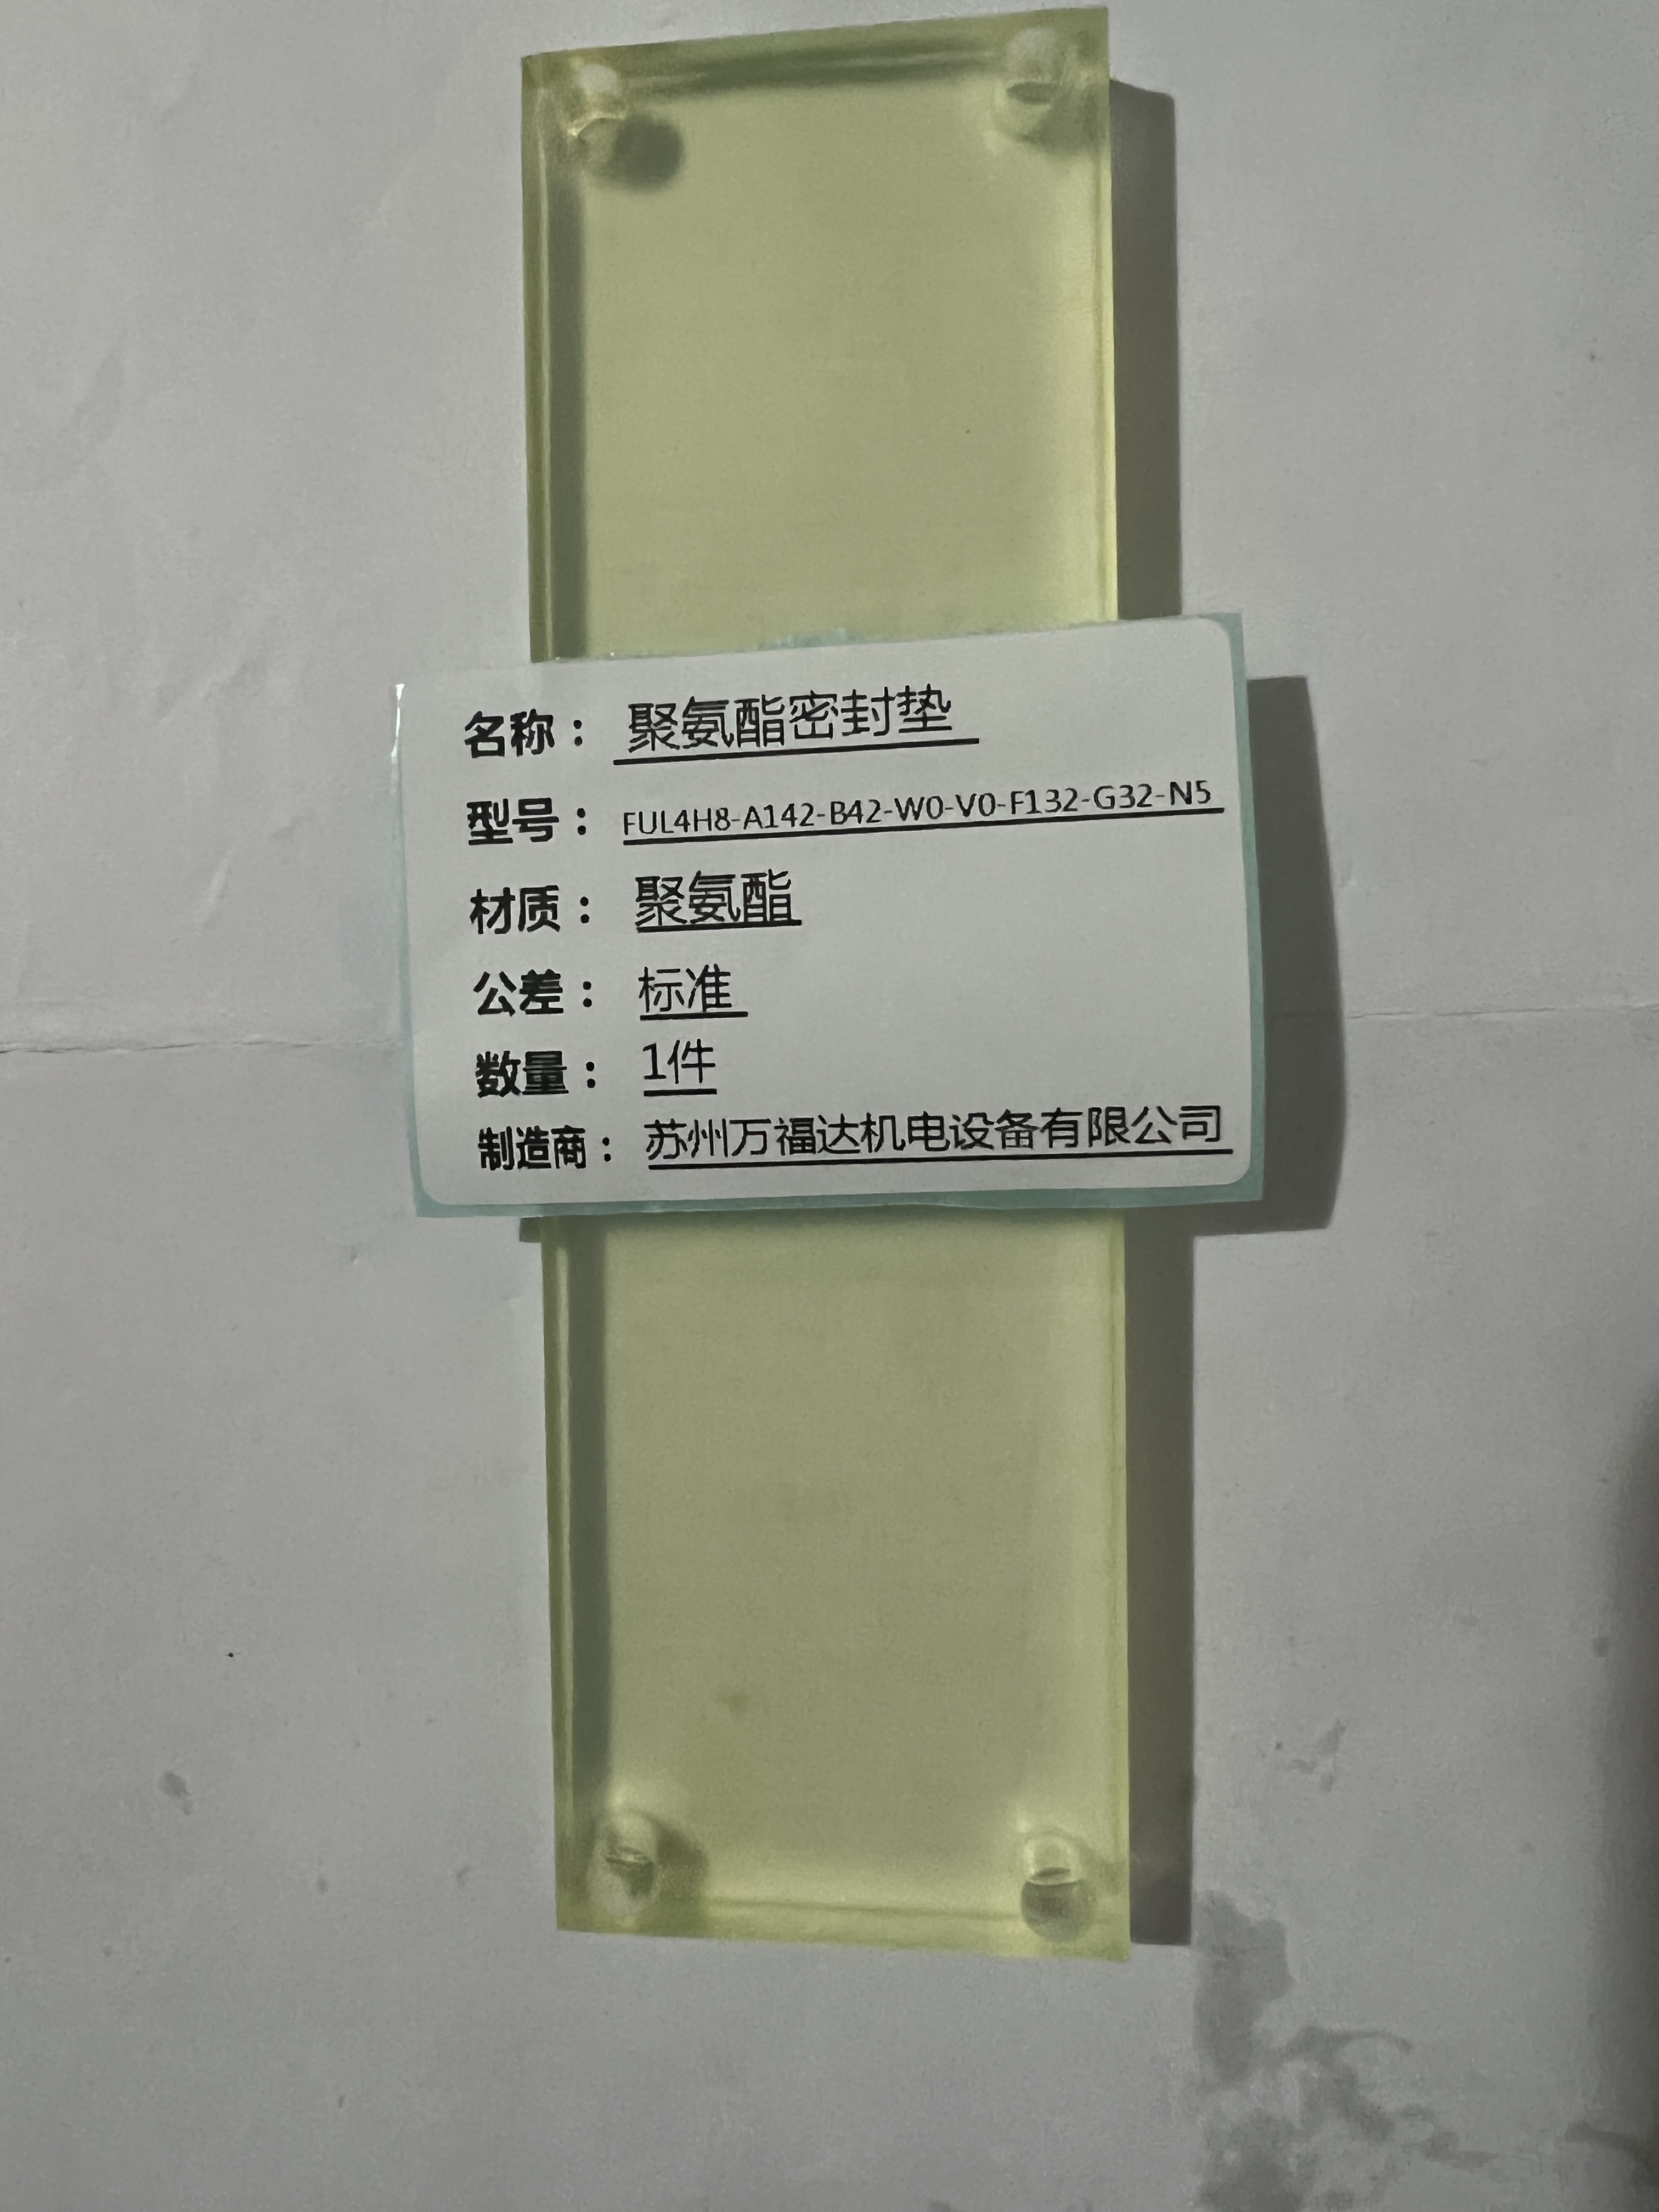 名称：聚氨酯密封垫
型号：FUL4H8-A142-B42-W0-V0-F132-G32-N5
材质：聚氨酯
公差：标准
数量：1件
制造商：苏州万福达机电设备有限公司